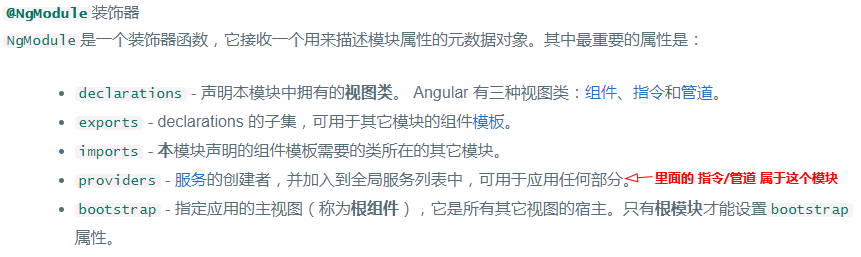 @NgModule 装饰器
NgModule 是一个装饰器函数，它接收一个用来描述模块属性的元数据对象。其中最重要的属性是：
• declarations - 声明本模块中拥有的视图类。 Angular 有三种视图类：组件、指令和管道。
• exports - declarations 的子集，可用于其它模块的组件模板。
• imports - 本模块声明的组件模板需要的类所在的其它模块。
• providers - 服务的创建者，并加入到全局服务列表中，可用于应用任何部分。里面的 指令/管道 属于这个模块
• bootstrap - 指定应用的主视图（称为根组件），它是所有其它视图的宿主。只有根模块才能设置 bootstrap
属性。